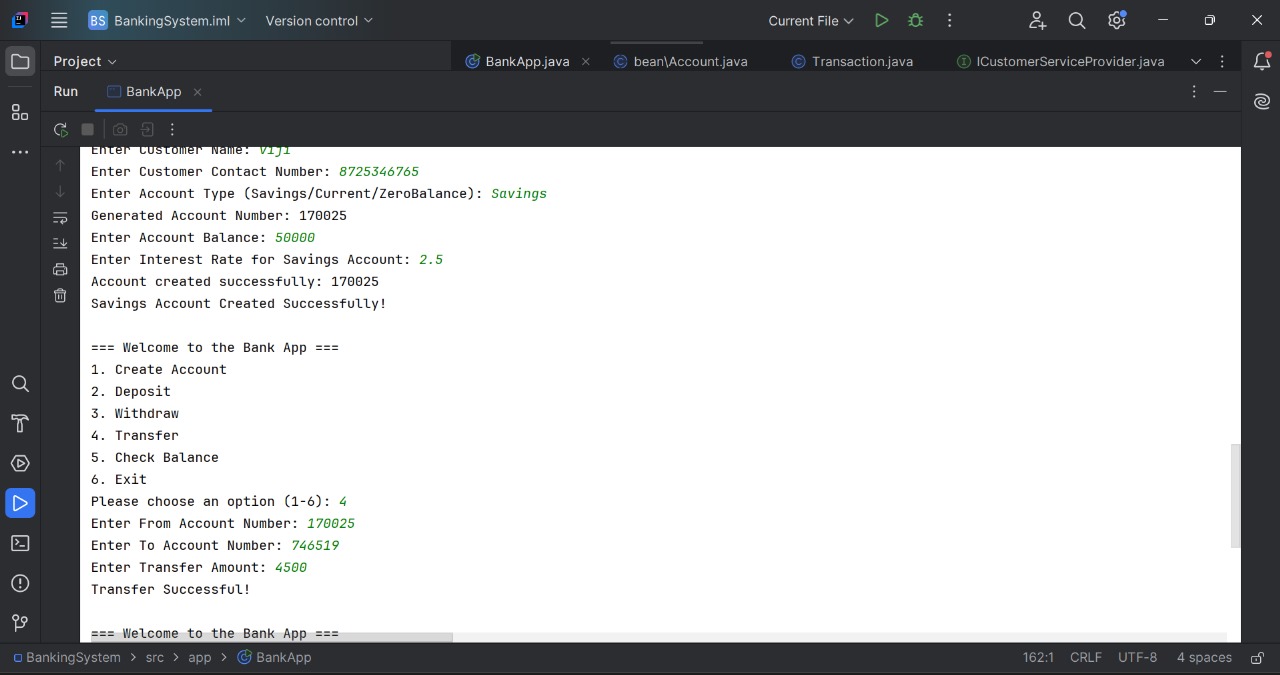 BS BankingSystem.iml Version control Current File
Project BankApp.java bean\Account.java Transaction.java ICustomerServiceProvider.java
Run BankApp
Enter Customer Name: Viji
Enter Customer Contact Number: 8725346765
Enter Account Type (Savings/Current/ZeroBalance): Savings
Generated Account Number: 170025
Enter Account Balance: 50000
Enter Interest Rate for Savings Account: 2.5
Account created successfully: 170025
Savings Account Created Successfully!
=== Welcome to the Bank App ===
1. Create Account
2. Deposit
3. Withdraw
4. Transfer
5. Check Balance
6. Exit
Please choose an option (1-6): 4
Enter From Account Number: 170025
Enter To Account Number: 746519
Enter Transfer Amount: 4500
Transfer Successful!
=== Welcome to the Bank App ===
BankingSystem > src > app > BankApp 162:1 CRLF UTF-8 4 spaces